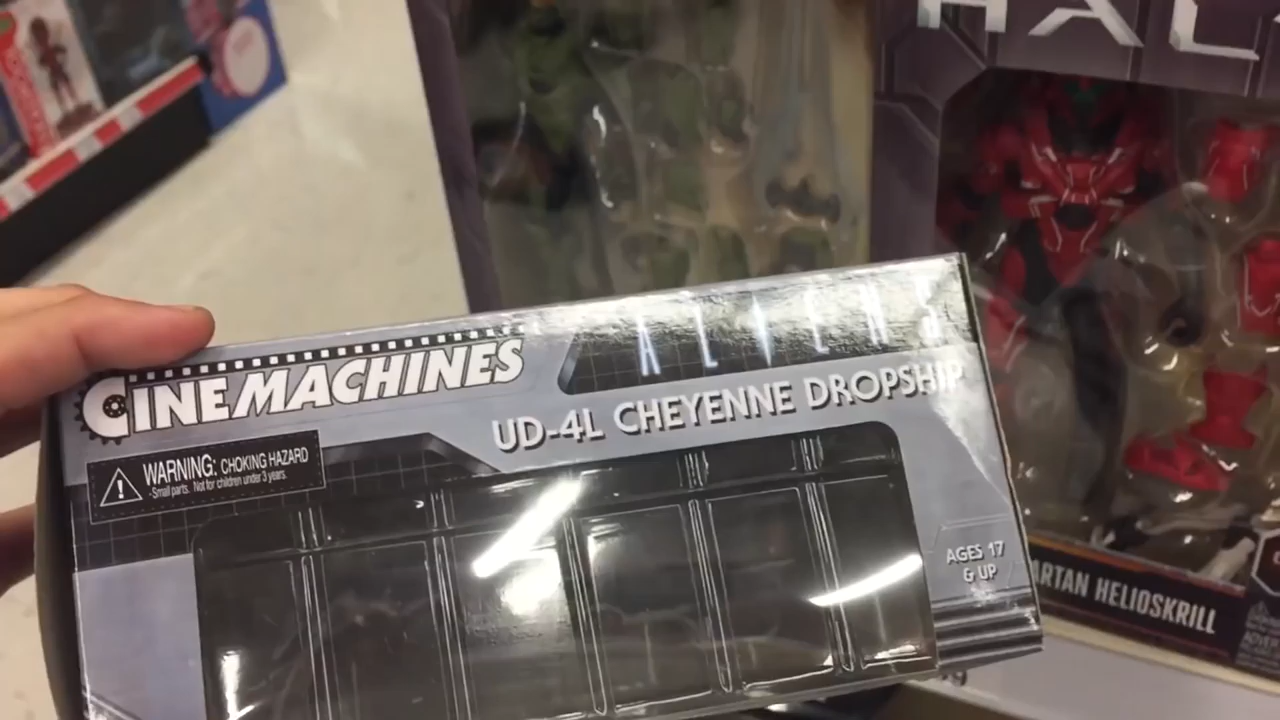 HAL
ALIENS
CINEMACHINES
UD-4L CHEYENNE DROPSHIP
WARNING: CHOKING HAZARD
-Small parts. Not for children under 3 years.
AGES 17
& UP
ARTAN HELIOSKRILL